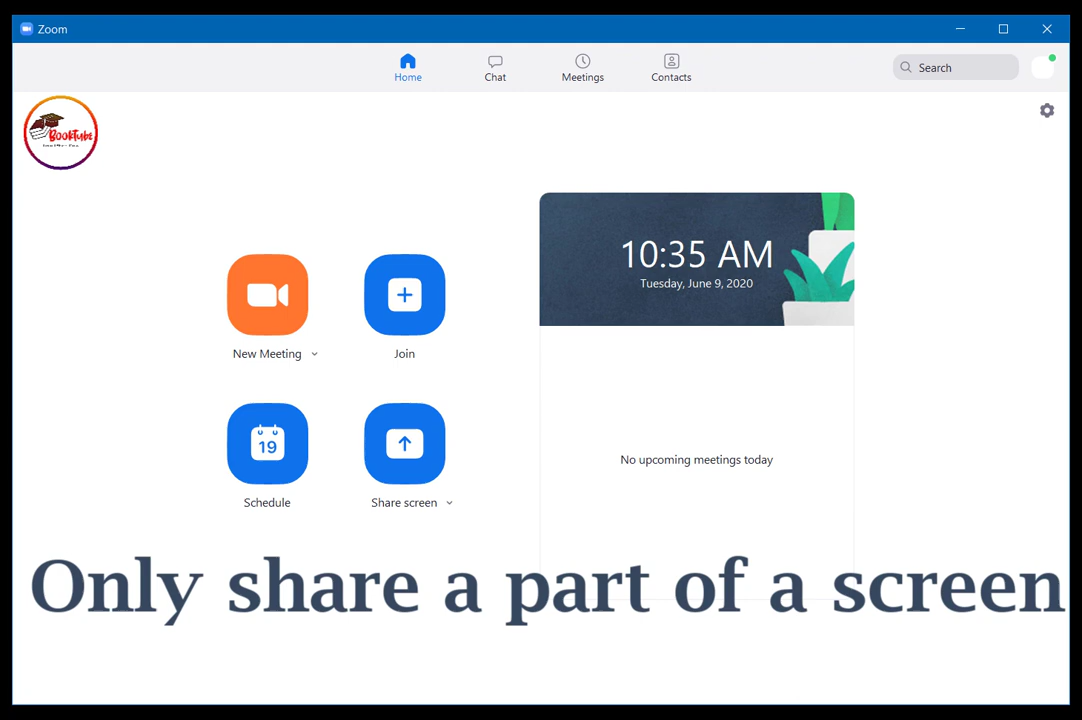 Zoom
Home
Chat
Meetings
Contacts
Search
BookTube
10:35 AM
Tuesday, June 9, 2020
New Meeting
Join
19
Schedule
Share screen
No upcoming meetings today
Only share a part of a screen